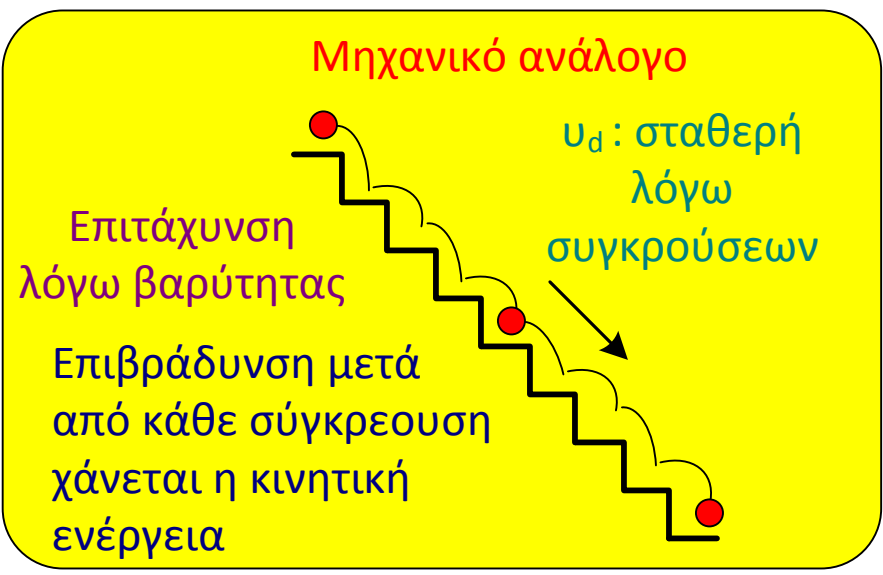 Μηχανικό ανάλογο
υd : σταθερή
λόγω
συγκρούσεων
Επιτάχυνση
λόγω βαρύτητας
Επιβράδυνση μετά
από κάθε σύγκρεουση
χάνεται η κινητική
ενέργεια